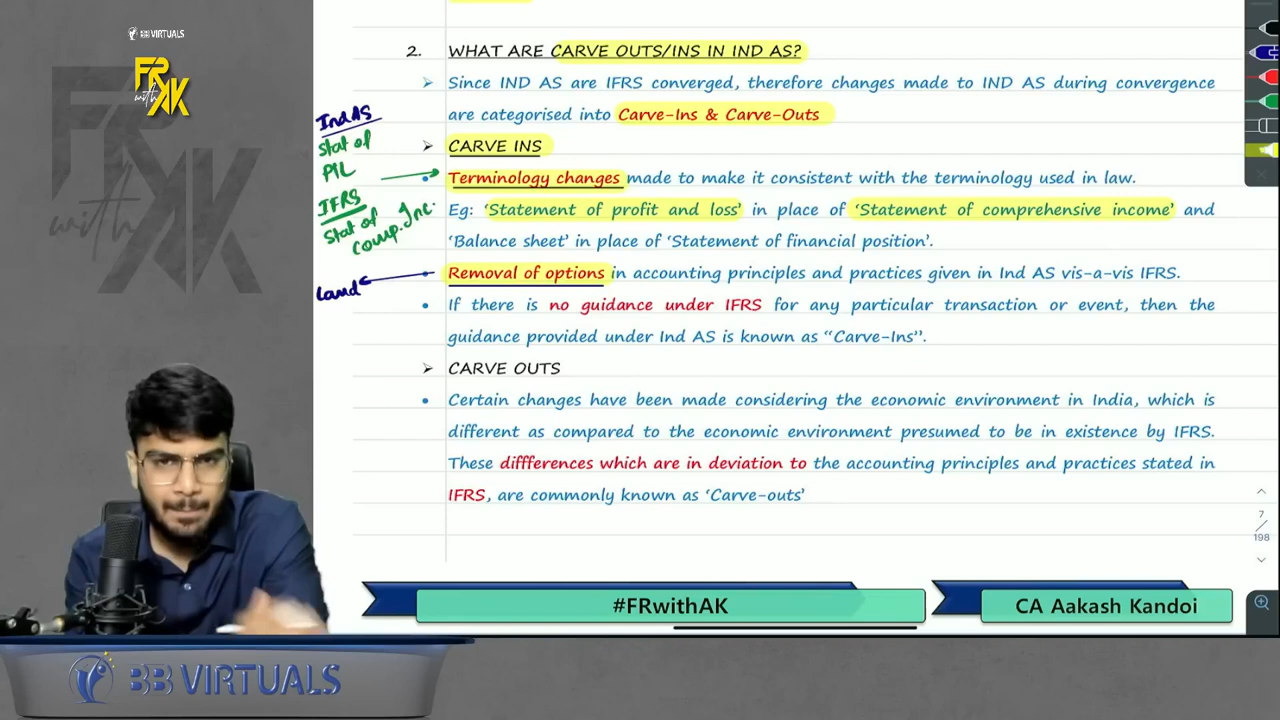 BB VIRTUALS
FR
with
AK
FR
with
AK
2. WHAT ARE CARVE OUTS/INS IN IND AS?
➢ Since IND AS are IFRS converged, therefore changes made to IND AS during convergence
are categorised into Carve-Ins & Carve-Outs
➢ CARVE INS
• Terminology changes made to make it consistent with the terminology used in law.
Eg: ‘Statement of profit and loss’ in place of ‘Statement of comprehensive income’ and
‘Balance sheet’ in place of ‘Statement of financial position’.
• Removal of options in accounting principles and practices given in Ind AS vis-a-vis IFRS.
• If there is no guidance under IFRS for any particular transaction or event, then the
guidance provided under Ind AS is known as “Carve-Ins”.
➢ CARVE OUTS
• Certain changes have been made considering the economic environment in India, which is
different as compared to the economic environment presumed to be in existence by IFRS.
These diffferences which are in deviation to the accounting principles and practices stated in
IFRS, are commonly known as ‘Carve-outs’
Ind AS
Stat of
P/L
IFRS
Stat of
Comp. Inc.
Land
7
/
198
#FRwithAK
CA Aakash Kandoi
BB VIRTUALS